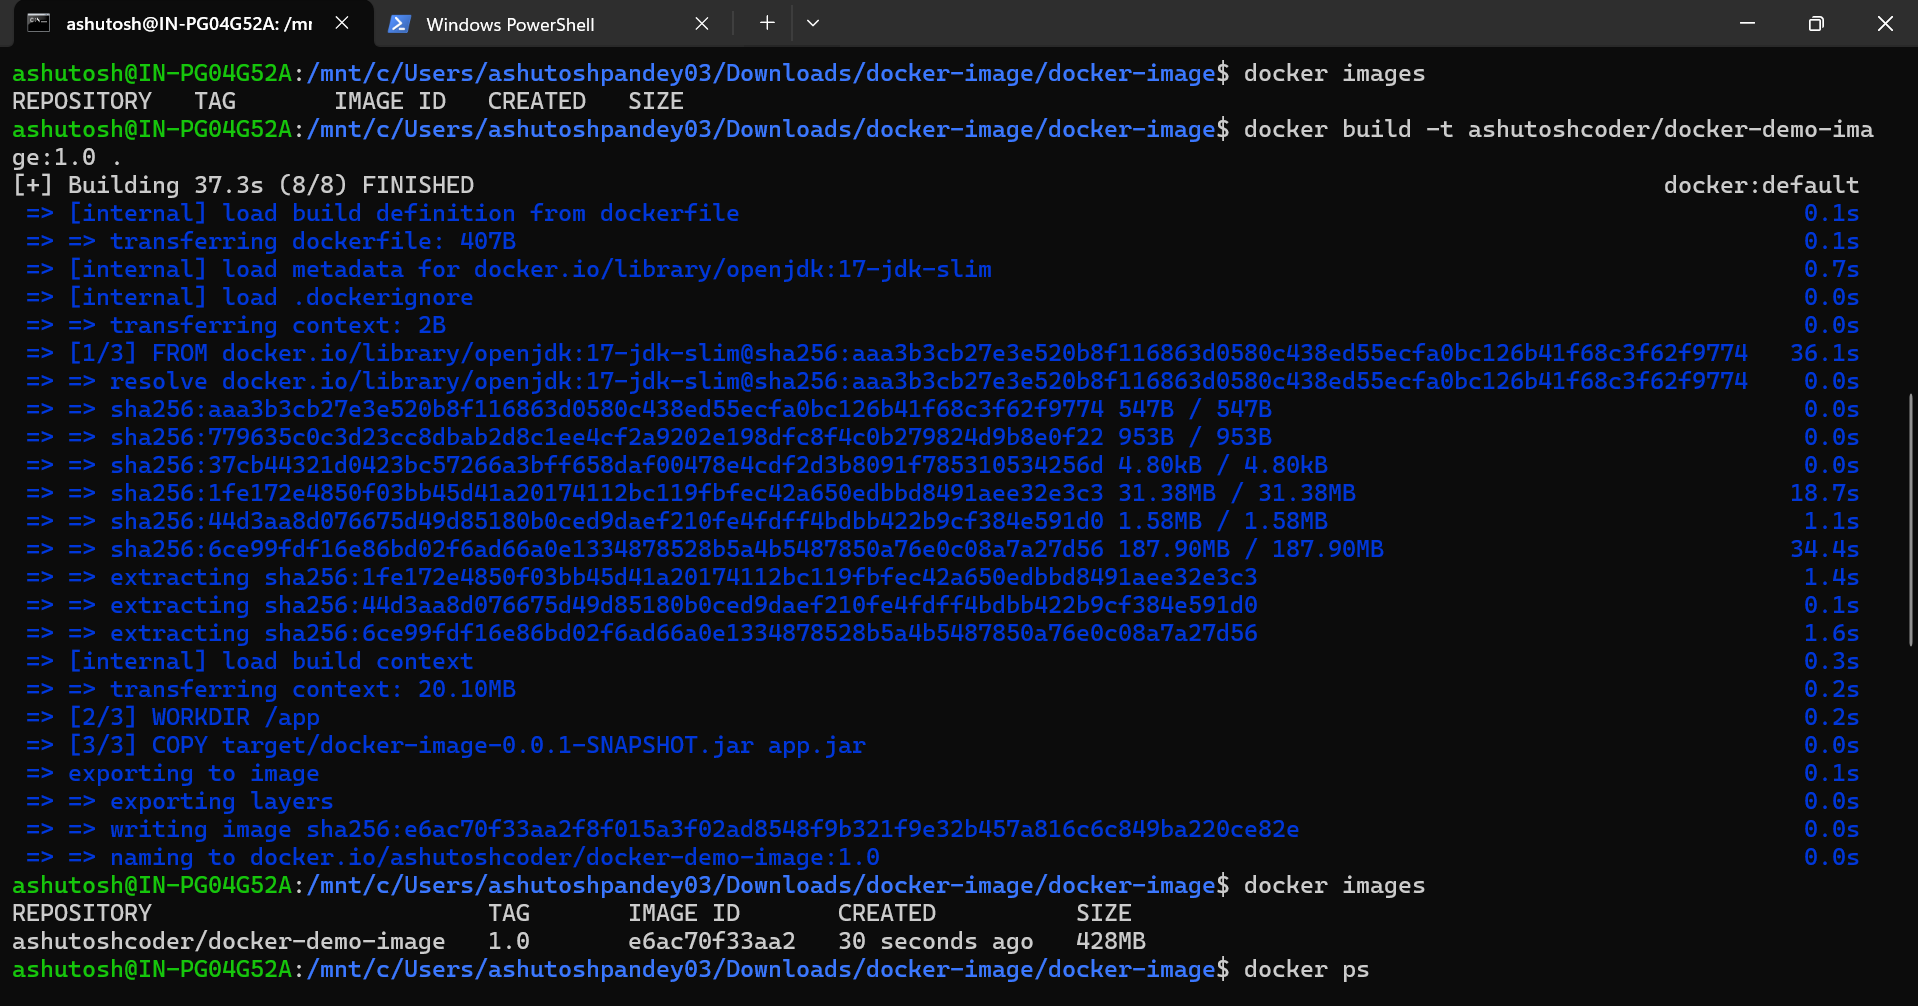 ashutosh@IN-PG04G52A: /mr
Windows PowerShell
ashutosh@IN-PG04G52A:/mnt/c/Users/ashutoshpandey03/Downloads/docker-image/docker-image$ docker images
REPOSITORY   TAG       IMAGE ID   CREATED   SIZE
ashutosh@IN-PG04G52A:/mnt/c/Users/ashutoshpandey03/Downloads/docker-image/docker-image$ docker build -t ashutoshcoder/docker-demo-ima
ge:1.0 .
[+] Building 37.3s (8/8) FINISHED docker:default
=> [internal] load build definition from dockerfile 0.1s
=> => transferring dockerfile: 407B 0.1s
=> [internal] load metadata for docker.io/library/openjdk:17-jdk-slim 0.7s
=> [internal] load .dockerignore 0.0s
=> => transferring context: 2B 0.0s
=> [1/3] FROM docker.io/library/openjdk:17-jdk-slim@sha256:aaa3b3cb27e3e520b8f116863d0580c438ed55ecfa0bc126b41f68c3f62f9774 36.1s
=> => resolve docker.io/library/openjdk:17-jdk-slim@sha256:aaa3b3cb27e3e520b8f116863d0580c438ed55ecfa0bc126b41f68c3f62f9774 0.0s
=> => sha256:aaa3b3cb27e3e520b8f116863d0580c438ed55ecfa0bc126b41f68c3f62f9774 547B / 547B 0.0s
=> => sha256:779635c0c3d23cc8dbab2d8c1ee4cf2a9202e198dfc8f4c0b279824d9b8e0f22 953B / 953B 0.0s
=> => sha256:37cb44321d0423bc57266a3bff658daf00478e4cdf2d3b8091f785310534256d 4.80kB / 4.80kB 0.0s
=> => sha256:1fe172e4850f03bb45d41a20174112bc119fbfec42a650edbbd8491aee32e3c3 31.38MB / 31.38MB 18.7s
=> => sha256:44d3aa8d076675d49d85180b0ced9daef210fe4fdff4bdbb422b9cf384e591d0 1.58MB / 1.58MB 1.1s
=> => sha256:6ce99fdf16e86bd02f6ad66a0e1334878528b5a4b5487850a76e0c08a7a27d56 187.90MB / 187.90MB 34.4s
=> => extracting sha256:1fe172e4850f03bb45d41a20174112bc119fbfec42a650edbbd8491aee32e3c3 1.4s
=> => extracting sha256:44d3aa8d076675d49d85180b0ced9daef210fe4fdff4bdbb422b9cf384e591d0 0.1s
=> => extracting sha256:6ce99fdf16e86bd02f6ad66a0e1334878528b5a4b5487850a76e0c08a7a27d56 1.6s
=> [internal] load build context 0.3s
=> => transferring context: 20.10MB 0.2s
=> [2/3] WORKDIR /app 0.2s
=> [3/3] COPY target/docker-image-0.0.1-SNAPSHOT.jar app.jar 0.0s
=> exporting to image 0.1s
=> => exporting layers 0.0s
=> => writing image sha256:e6ac70f33aa2f8f015a3f02ad8548f9b321f9e32b457a816c6c849ba220ce82e 0.0s
=> => naming to docker.io/ashutoshcoder/docker-demo-image:1.0 0.0s
ashutosh@IN-PG04G52A:/mnt/c/Users/ashutoshpandey03/Downloads/docker-image/docker-image$ docker images
REPOSITORY                        TAG       IMAGE ID       CREATED          SIZE
ashutoshcoder/docker-demo-image   1.0       e6ac70f33aa2   30 seconds ago   428MB
ashutosh@IN-PG04G52A:/mnt/c/Users/ashutoshpandey03/Downloads/docker-image/docker-image$ docker ps